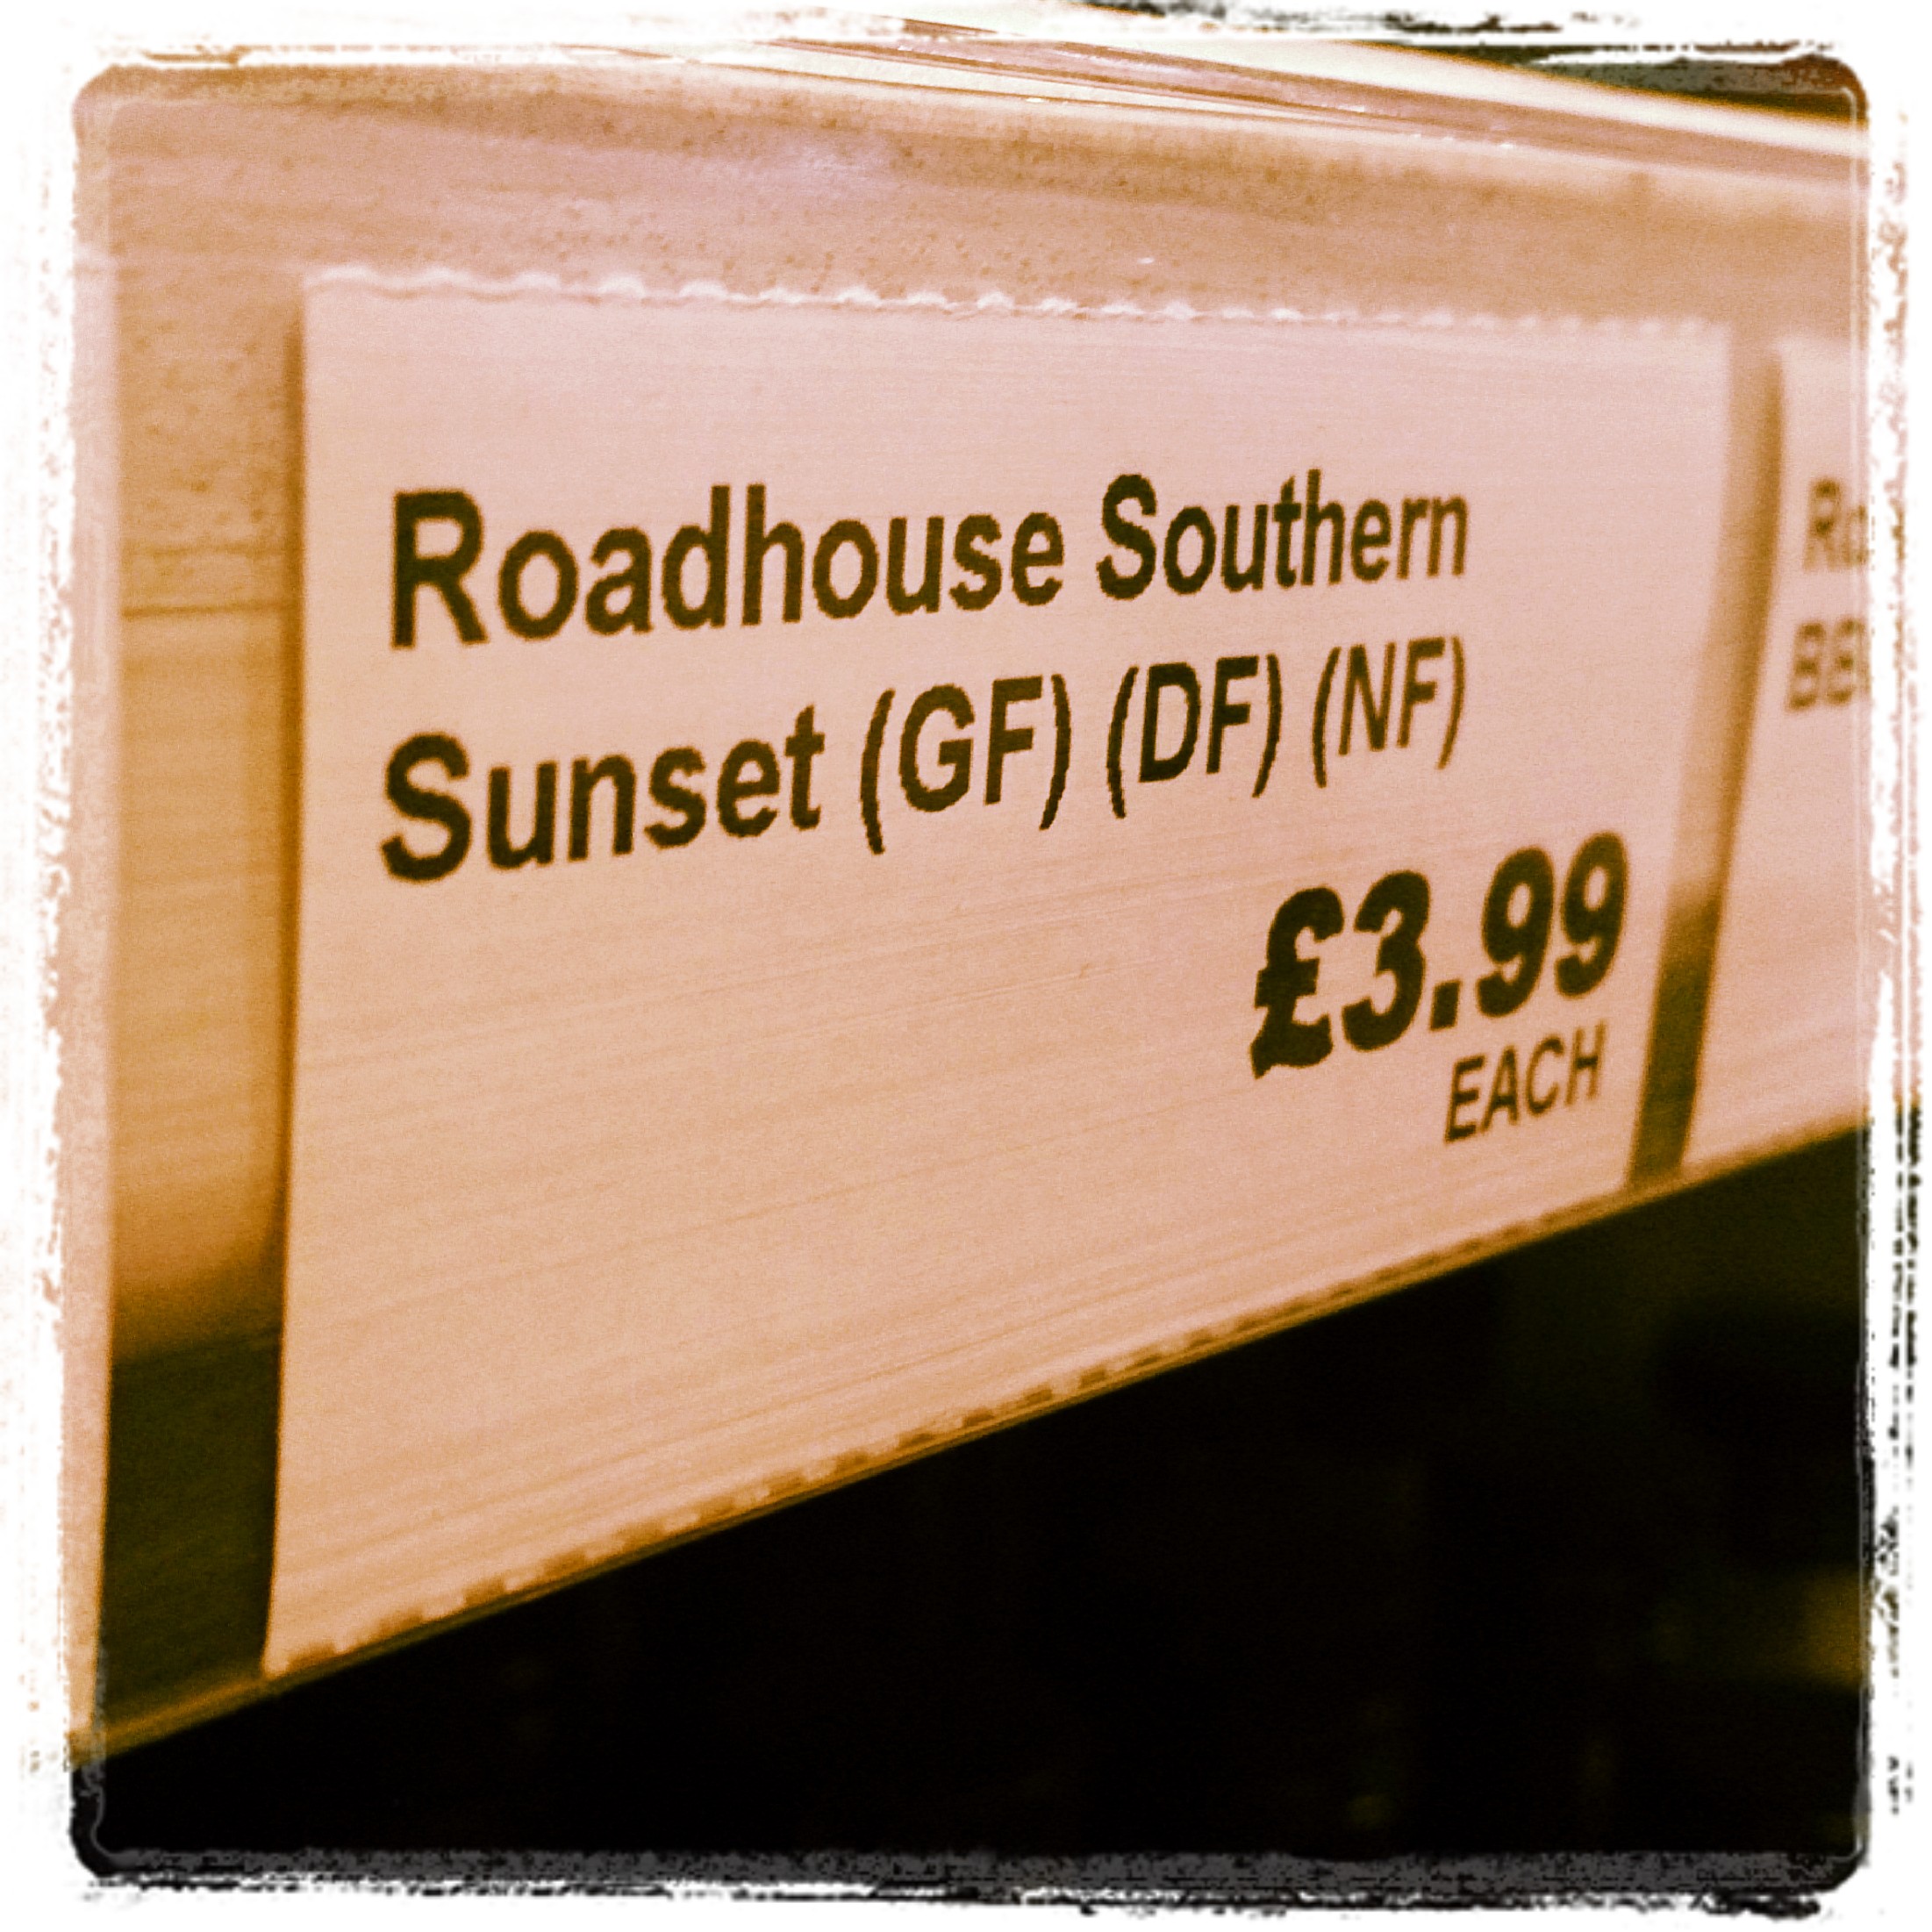 Roadhouse Southern
Sunset (GF) (DF) (NF)
£3.99
EACH